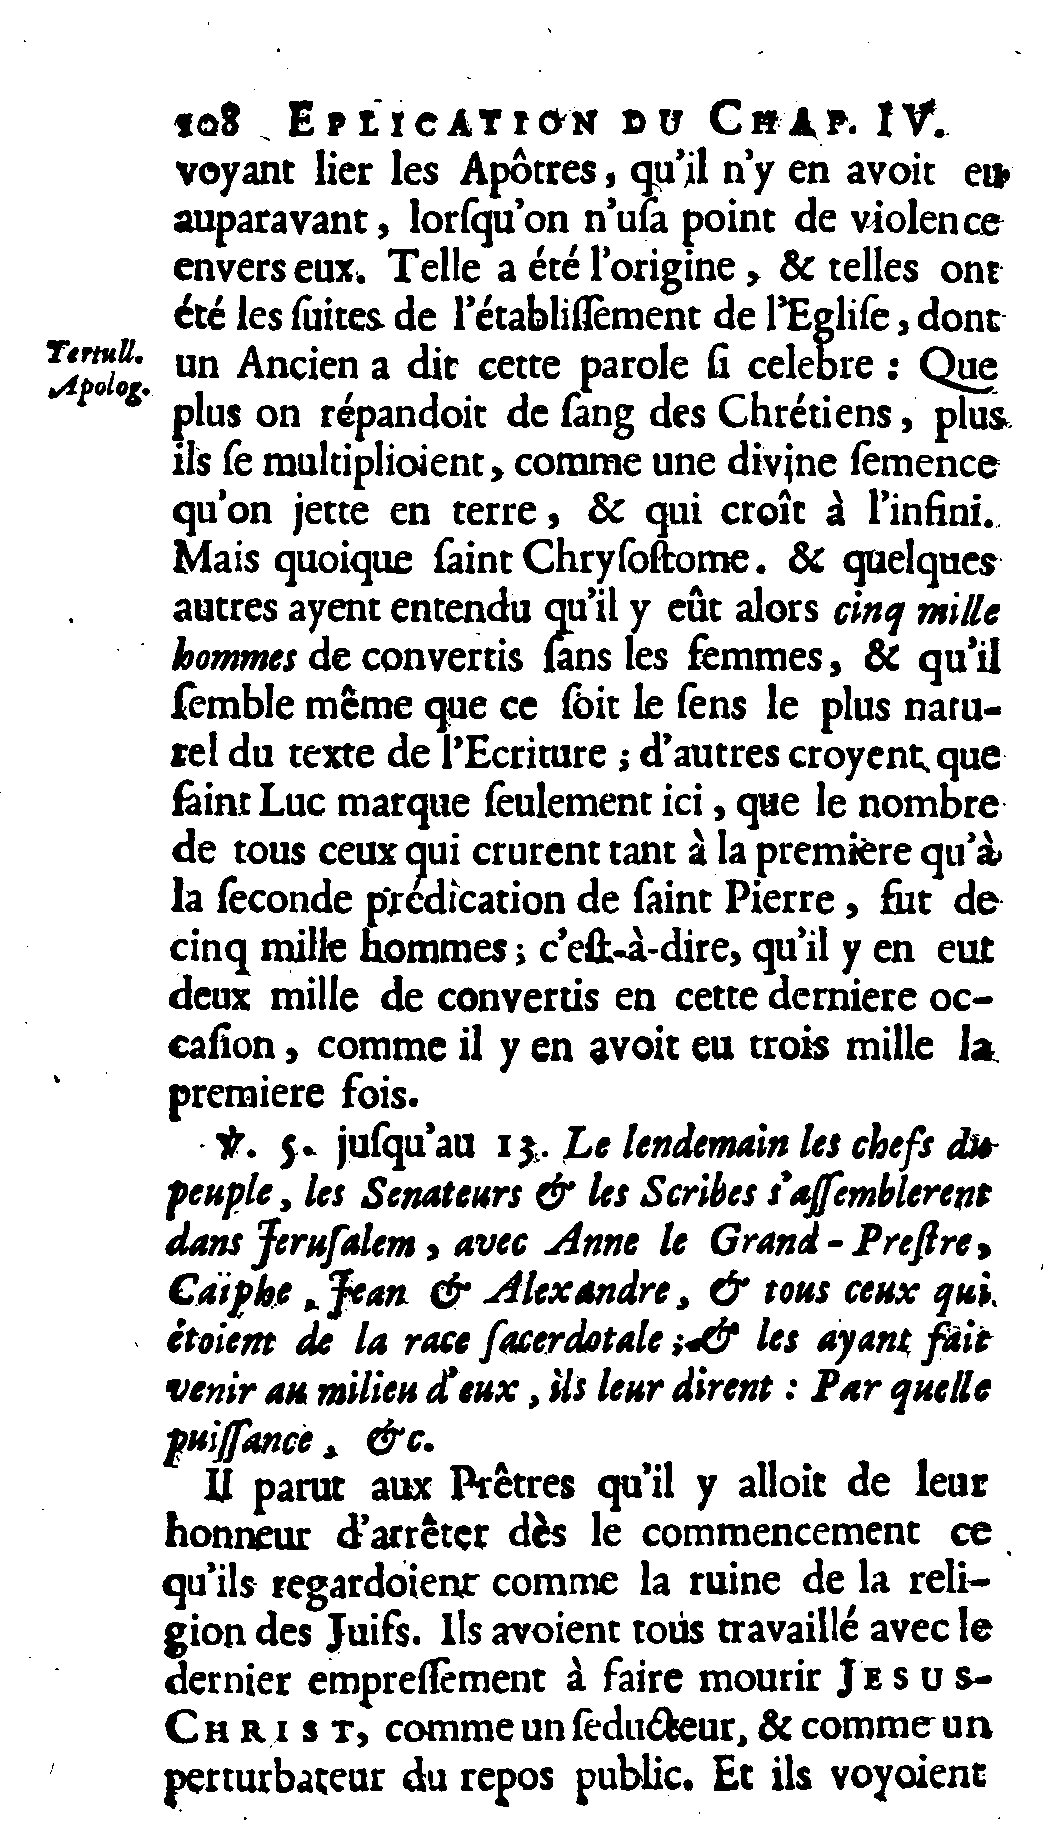 108 EPLICATION DU CHAP. IV.
voyant lier les Apôtres, qu'il n'y en avoit eu
auparavant, lorſqu'on n'uſa point de violence
envers eux. Telle a été l'origine, & telles ont
été les ſuites de l'établiſſement de l'Egliſe, dont
Tertull.
Apolog.
un Ancien a dit cette parole ſi celebre : Que
plus on répandoit de ſang des Chrétiens, plus
ils ſe multiplioient, comme une divine ſemence
qu'on jette en terre, & qui croît à l'infini.
Mais quoique ſaint Chryſoſtome. & quelques
autres ayent entendu qu'il y eût alors cinq mille
hommes de convertis ſans les femmes, & qu'il
ſemble même que ce ſoit le ſens le plus natu-
rel du texte de l'Ecriture ; d'autres croyent que
ſaint Luc marque ſeulement ici, que le nombre
de tous ceux qui crurent tant à la premiere qu'à
la ſeconde prédication de ſaint Pierre, fut de
cinq mille hommes ; c'eſt-à-dire, qu'il y en eut
deux mille de convertis en cette derniere oc-
caſion, comme il y en avoit eu trois mille la
premiere fois.
℣. 5. juſqu'au 13. Le lendemain les chefs du
peuple, les Senateurs & les Scribes s'aſſemblerent
dans Jeruſalem, avec Anne le Grand-Preſtre,
Caïphe, Jean & Alexandre, & tous ceux qui
étoient de la race ſacerdotale ; & les ayant fait
venir au milieu d'eux, ils leur dirent : Par quelle
puiſſance, &c.
Il parut aux Prêtres qu'il y alloit de leur
honneur d'arrêter dès le commencement ce
qu'ils regardoient comme la ruine de la reli-
gion des Juifs. Ils avoient tous travaillé avec le
dernier empreſſement à faire mourir JESUS-
CHRIST, comme un ſeducteur, & comme un
perturbateur du repos public. Et ils voyoient